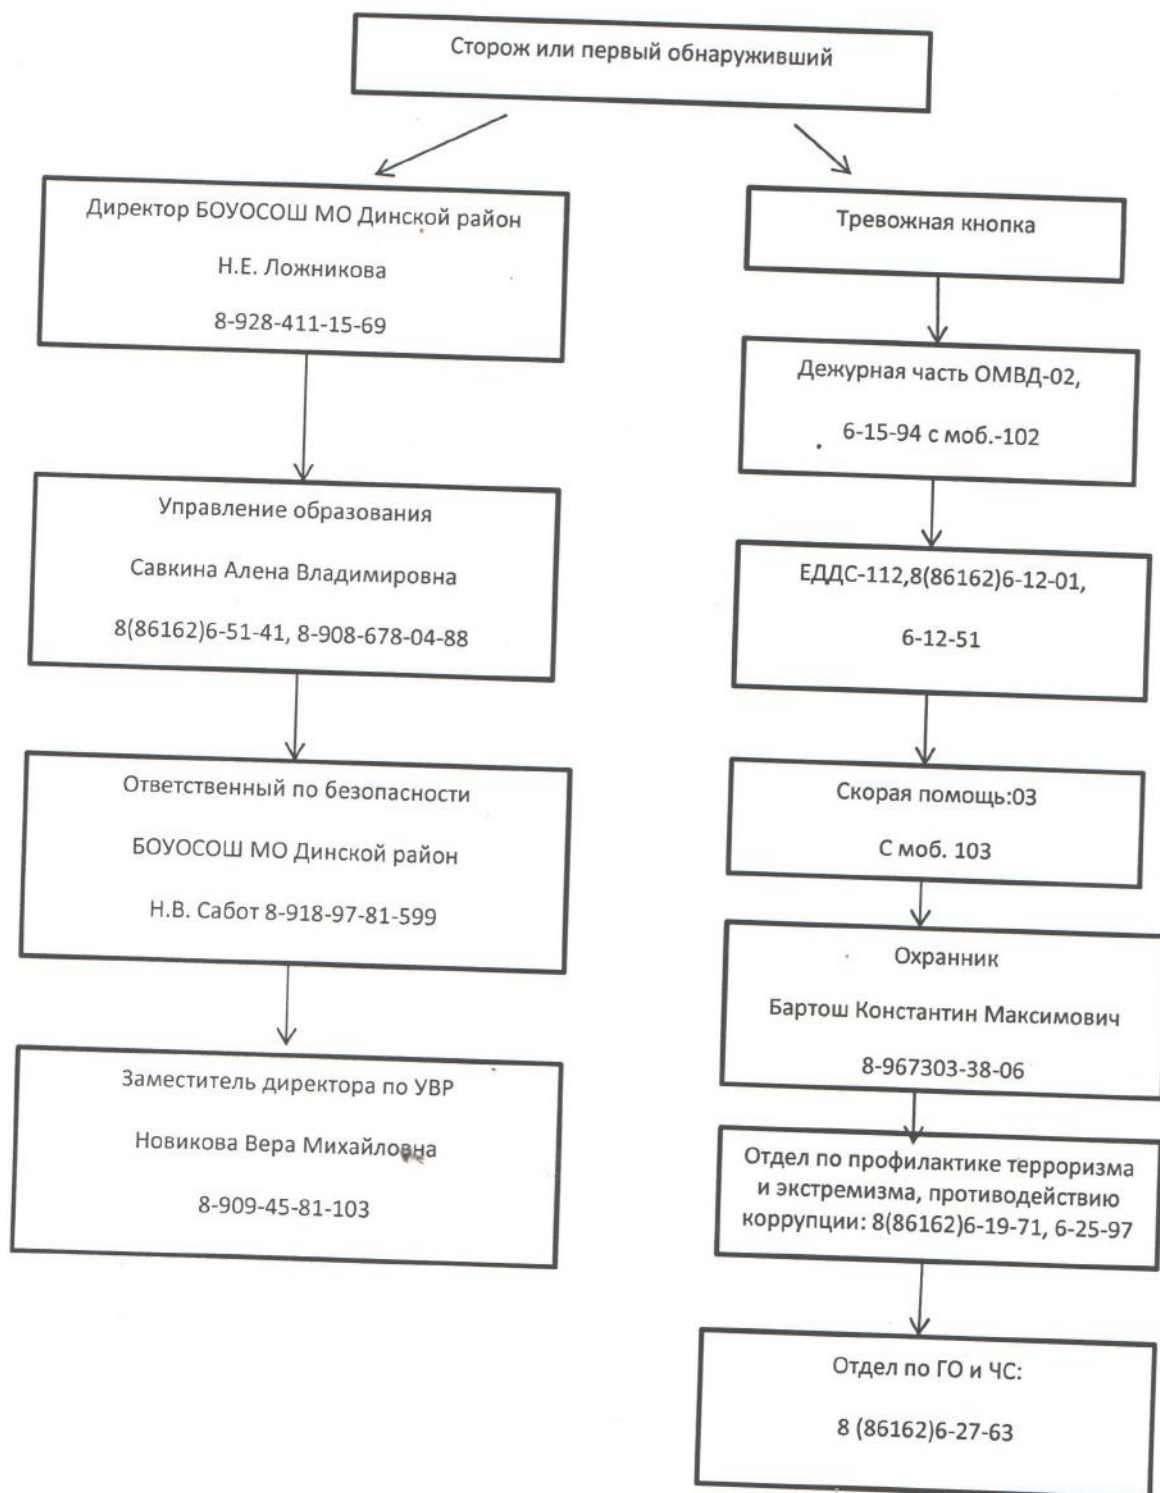 Сторож или первый обнаруживший
Директор БОУОСОШ МО Динской район
Н.Е. Ложникова
8-928-411-15-69
Управление образования
Савкина Алена Владимировна
8(86162)6-51-41, 8-908-678-04-88
Ответственный по безопасности
БОУОСОШ МО Динской район
Н.В. Сабот 8-918-97-81-599
Заместитель директора по УВР
Новикова Вера Михайловна
8-909-45-81-103
Тревожная кнопка
Дежурная часть ОМВД-02,
6-15-94 с моб.-102
ЕДДС-112,8(86162)6-12-01,
6-12-51
Скорая помощь:03
С моб. 103
Охранник
Бартош Константин Максимович
8-967303-38-06
Отдел по профилактике терроризма
и экстремизма, противодействию
коррупции: 8(86162)6-19-71, 6-25-97
Отдел по ГО и ЧС:
8 (86162)6-27-63